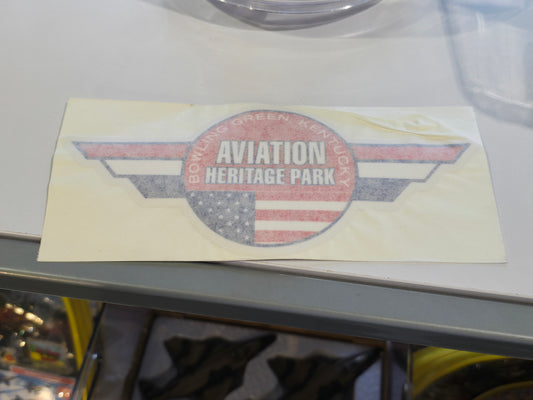 BOWLING GREEN, KENTUCKY
AVIATION
HERITAGE PARK